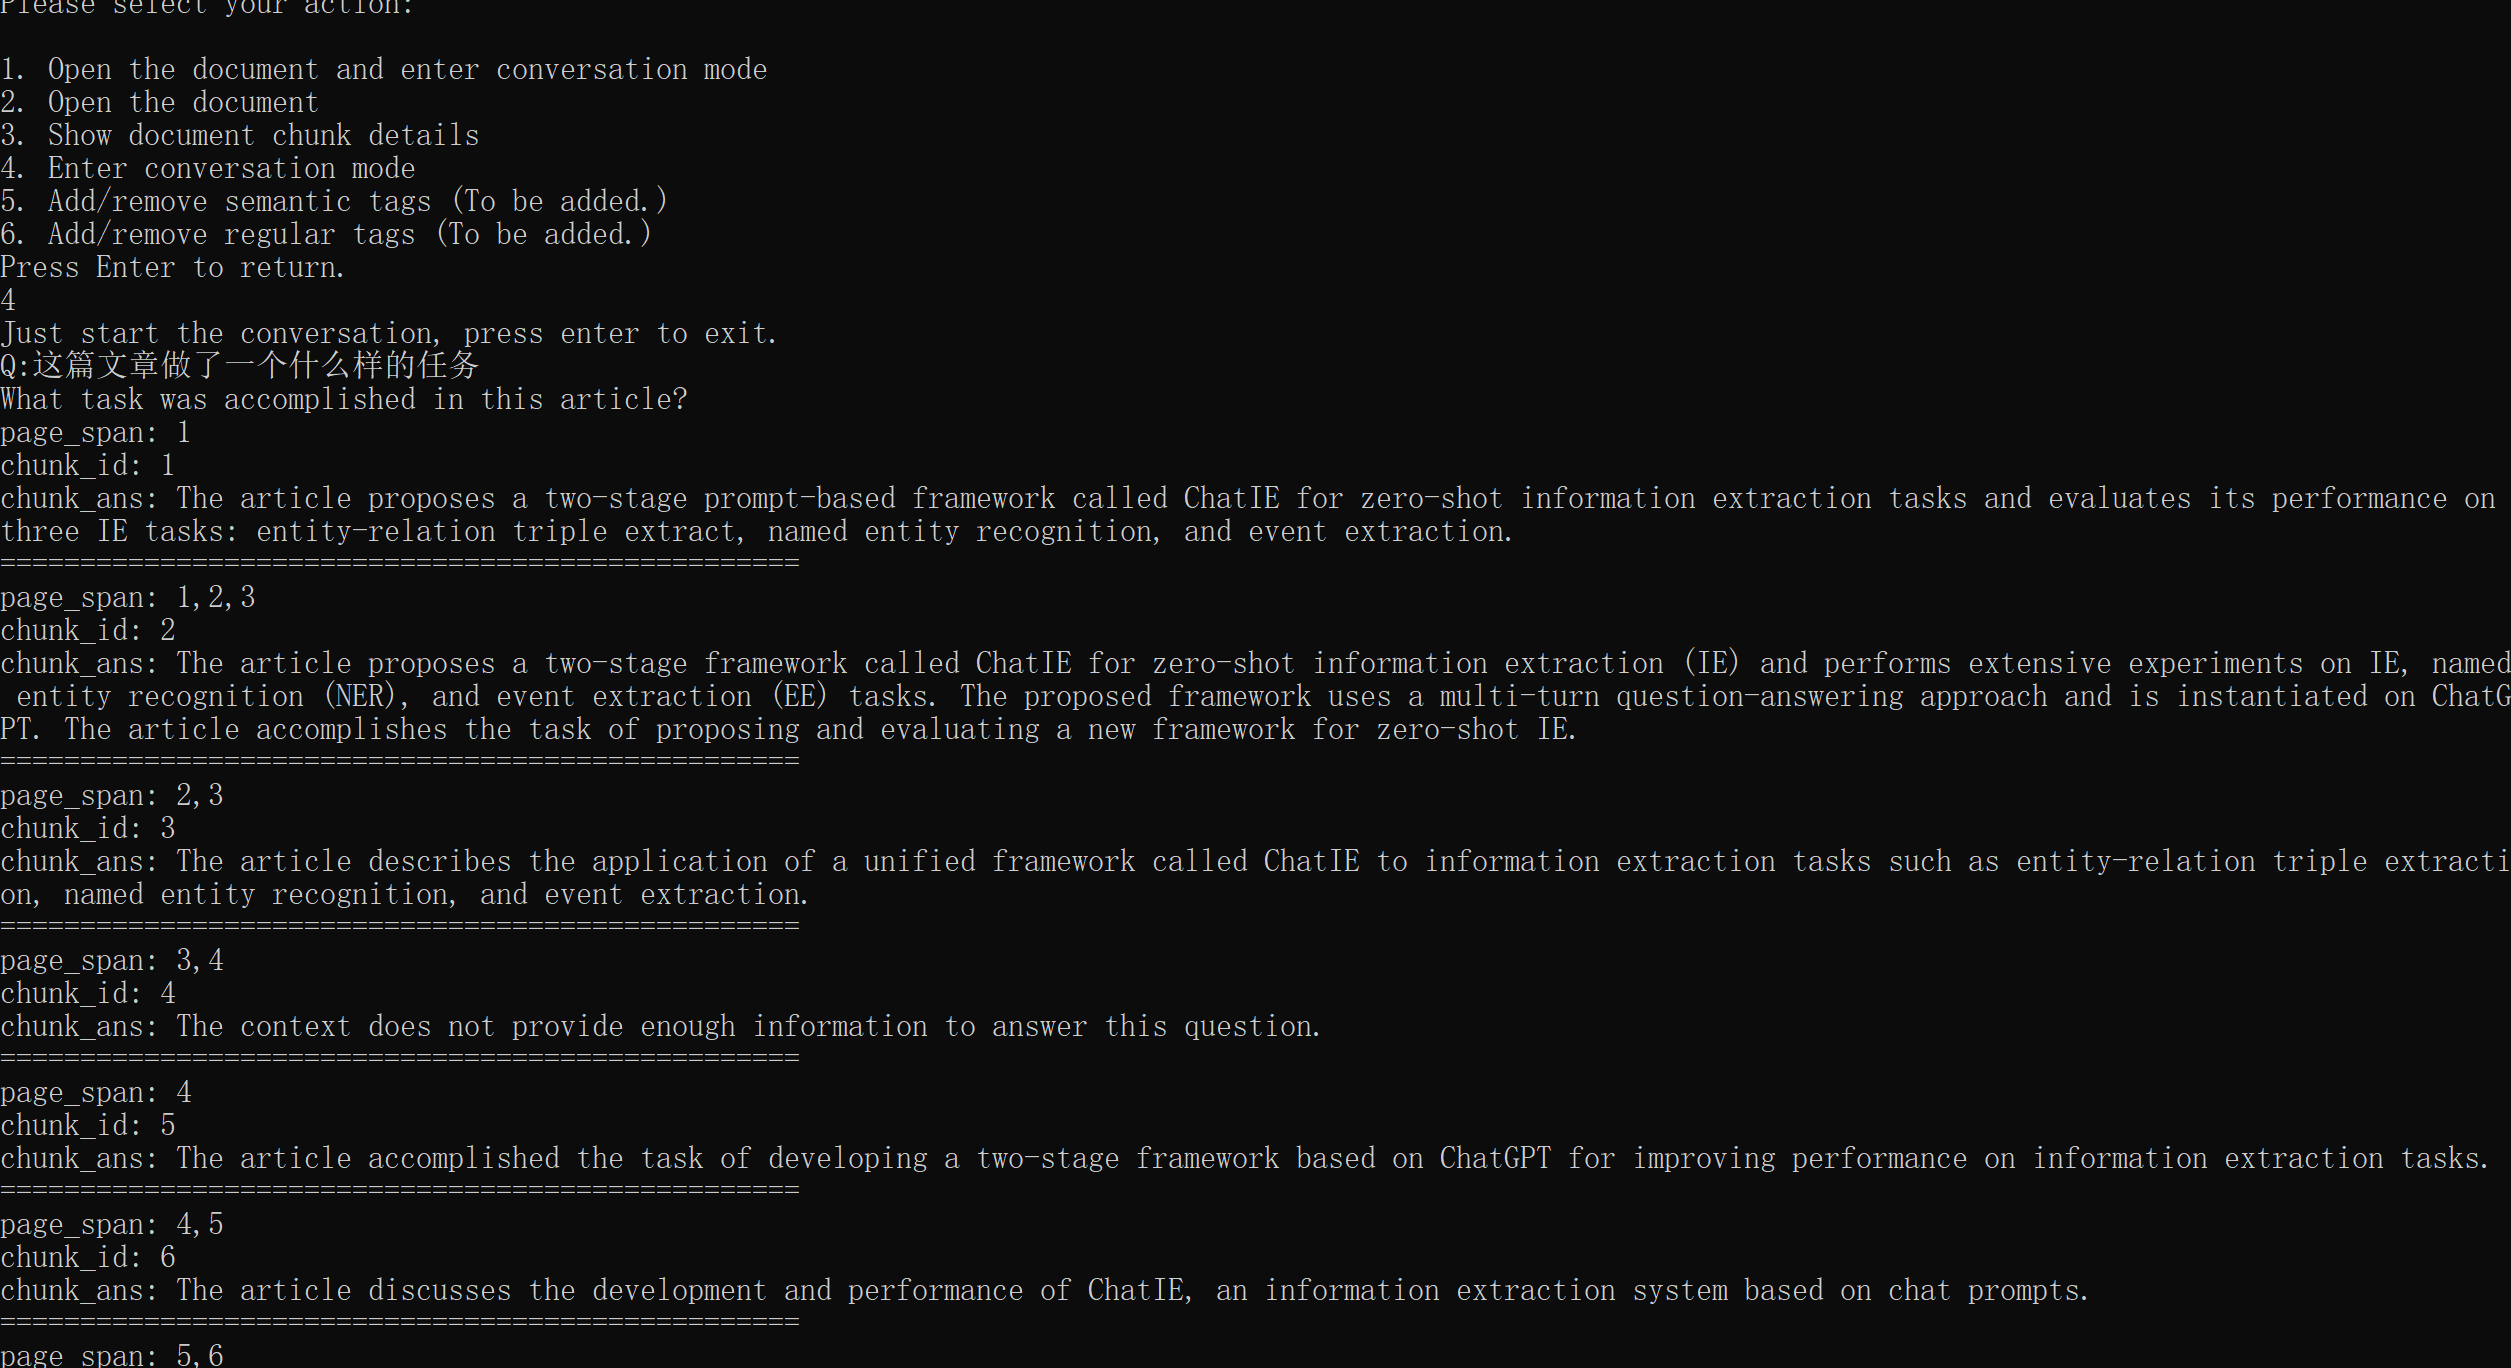 Please select your action:
1. Open the document and enter conversation mode
2. Open the document
3. Show document chunk details
4. Enter conversation mode
5. Add/remove semantic tags (To be added.)
6. Add/remove regular tags (To be added.)
Press Enter to return.
4
Just start the conversation, press enter to exit.
Q:这篇文章做了一个什么样的任务
What task was accomplished in this article?
page_span: 1
chunk_id: 1
chunk_ans: The article proposes a two-stage prompt-based framework called ChatIE for zero-shot information extraction tasks and evaluates its performance on
three IE tasks: entity-relation triple extract, named entity recognition, and event extraction.
==================================================
page_span: 1,2,3
chunk_id: 2
chunk_ans: The article proposes a two-stage framework called ChatIE for zero-shot information extraction (IE) and performs extensive experiments on IE, named
 entity recognition (NER), and event extraction (EE) tasks. The proposed framework uses a multi-turn question-answering approach and is instantiated on ChatG
PT. The article accomplishes the task of proposing and evaluating a new framework for zero-shot IE.
==================================================
page_span: 2,3
chunk_id: 3
chunk_ans: The article describes the application of a unified framework called ChatIE to information extraction tasks such as entity-relation triple extracti
on, named entity recognition, and event extraction.
==================================================
page_span: 3,4
chunk_id: 4
chunk_ans: The context does not provide enough information to answer this question.
==================================================
page_span: 4
chunk_id: 5
chunk_ans: The article accomplished the task of developing a two-stage framework based on ChatGPT for improving performance on information extraction tasks.
==================================================
page_span: 4,5
chunk_id: 6
chunk_ans: The article discusses the development and performance of ChatIE, an information extraction system based on chat prompts.
==================================================
page_span: 5,6